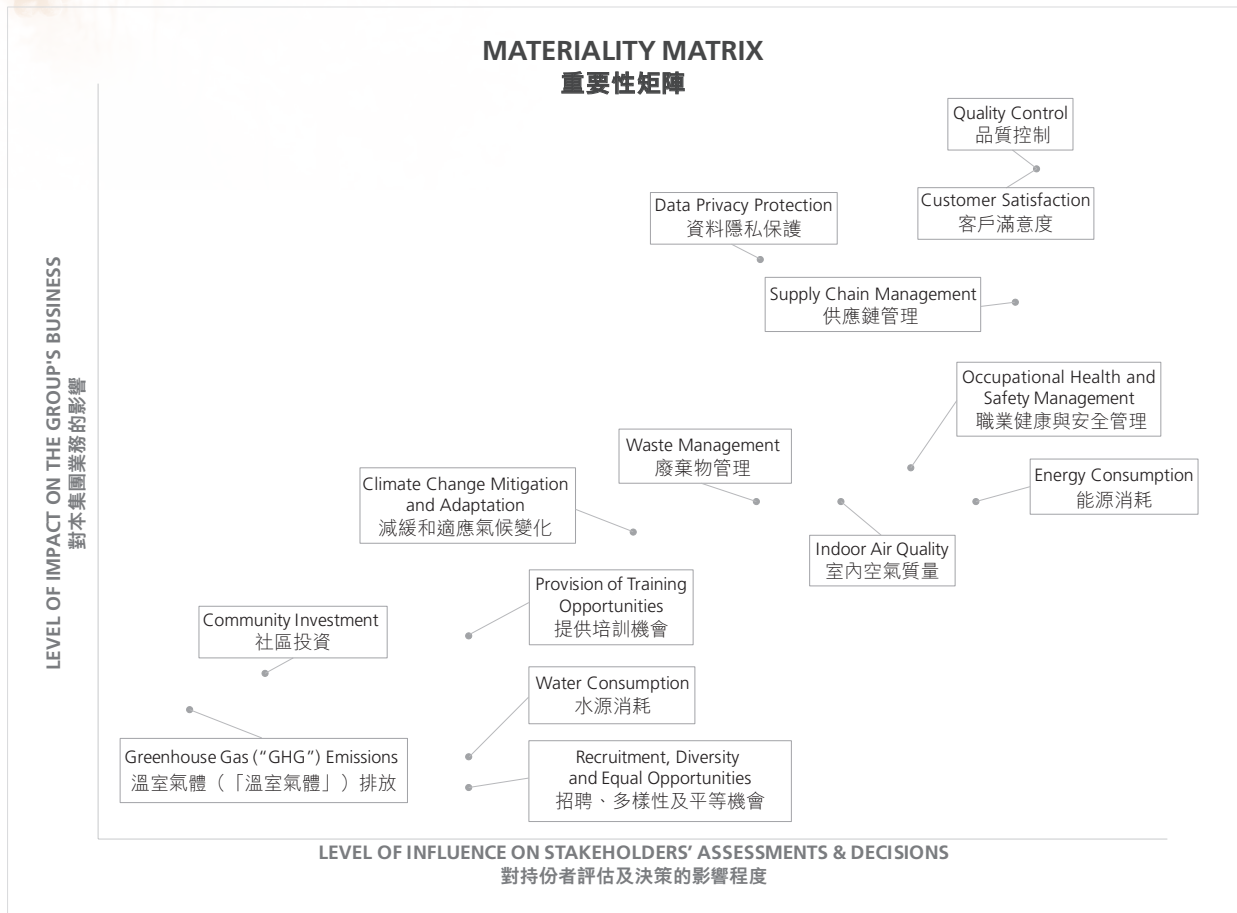 MATERIALITY MATRIX
重要性矩陣
Quality Control
品質控制
Customer Satisfaction
客戶滿意度
Data Privacy Protection
資料隱私保護
Supply Chain Management
供應鏈管理
Occupational Health and
Safety Management
職業健康與安全管理
Waste Management
廢棄物管理
Energy Consumption
能源消耗
Climate Change Mitigation
and Adaptation
減緩和適應氣候變化
Indoor Air Quality
室內空氣質量
Provision of Training
Opportunities
提供培訓機會
Community Investment
社區投資
Water Consumption
水源消耗
Greenhouse Gas (“GHG”) Emissions
溫室氣體（「溫室氣體」）排放
Recruitment, Diversity
and Equal Opportunities
招聘、多樣性及平等機會
LEVEL OF IMPACT ON THE GROUP'S BUSINESS
對本集團業務的影響
LEVEL OF INFLUENCE ON STAKEHOLDERS’ ASSESSMENTS & DECISIONS
對持份者評估及決策的影響程度